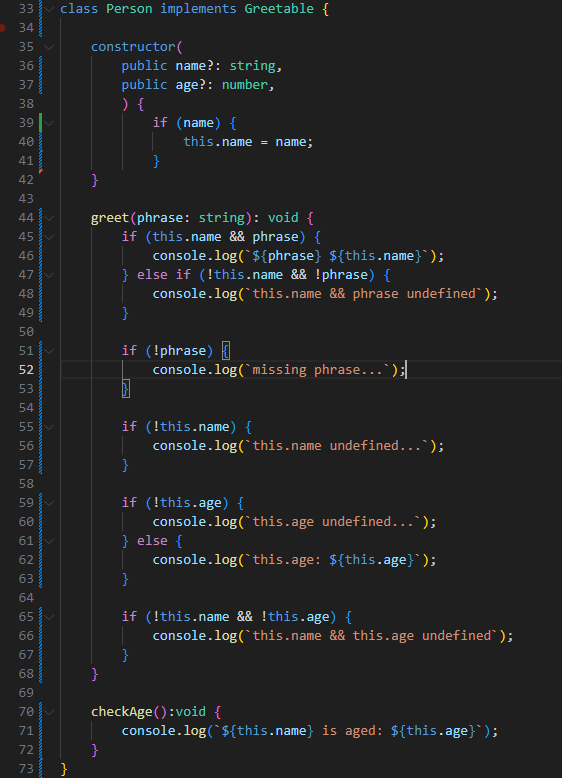 33 class Person implements Greetable {
34
35     constructor(
36         public name?: string,
37         public age?: number,
38         ) {
39             if (name) {
40                 this.name = name;
41             }
42     }
43
44     greet(phrase: string): void {
45         if (this.name && phrase) {
46             console.log(`${phrase} ${this.name}`);
47         } else if (!this.name && !phrase) {
48             console.log(`this.name && phrase undefined`);
49         }
50
51         if (!phrase) {
52             console.log(`missing phrase...`);
53         }
54
55         if (!this.name) {
56             console.log(`this.name undefined...`);
57         }
58
59         if (!this.age) {
60             console.log(`this.age undefined...`);
61         } else {
62             console.log(`this.age: ${this.age}`);
63         }
64
65         if (!this.name && !this.age) {
66             console.log(`this.name && this.age undefined`);
67         }
68     }
69
70     checkAge():void {
71         console.log(`${this.name} is aged: ${this.age}`);
72     }
73 }